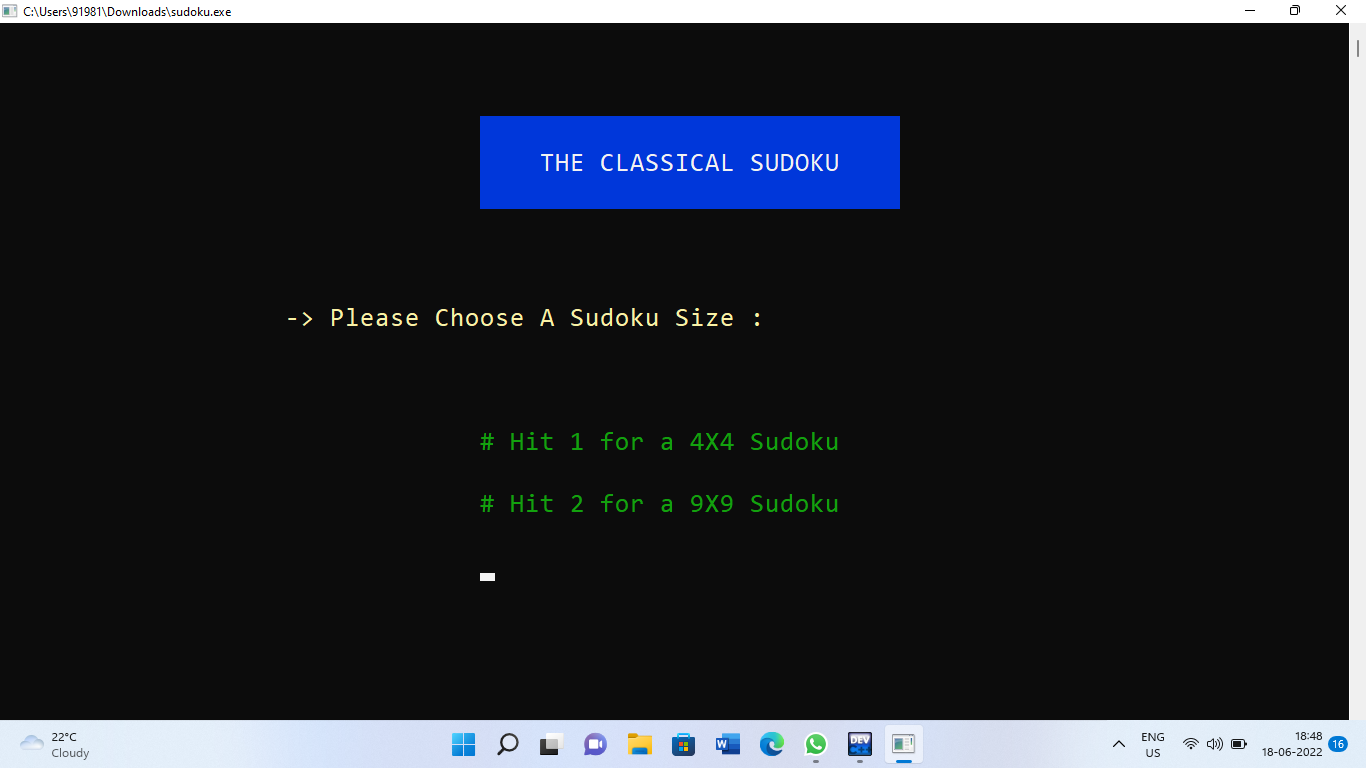 C:\Users\91981\Downloads\sudoku.exe
THE CLASSICAL SUDOKU
-> Please Choose A Sudoku Size :
# Hit 1 for a 4X4 Sudoku
# Hit 2 for a 9X9 Sudoku
22°C
Cloudy
W
DEV
ENG
US
18:48
18-06-2022
16